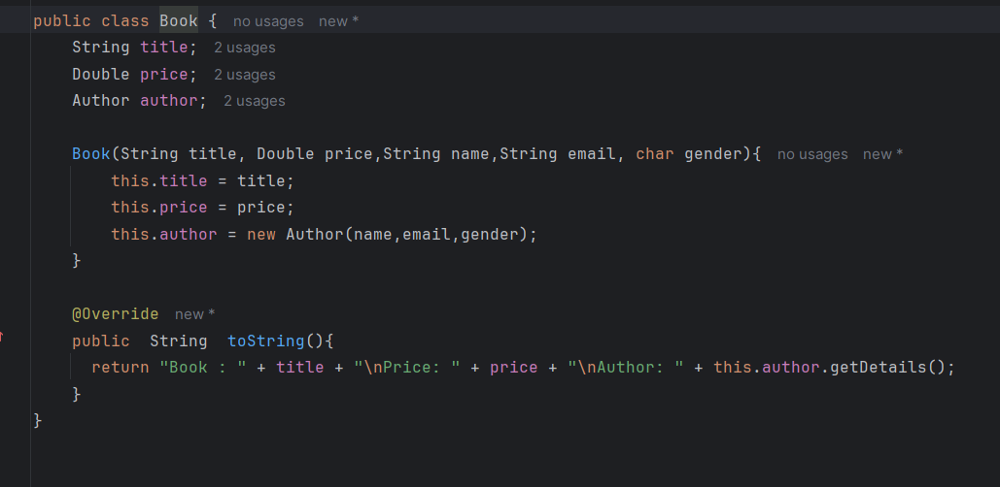 public class Book { no usages new *
    String title; 2 usages
    Double price; 2 usages
    Author author; 2 usages
    Book(String title, Double price,String name,String email, char gender){ no usages new *
        this.title = title;
        this.price = price;
        this.author = new Author(name,email,gender);
    }
    @Override new *
    public  String  toString(){
      return "Book : " + title + "\nPrice: " + price + "\nAuthor: " + this.author.getDetails();
    }
}